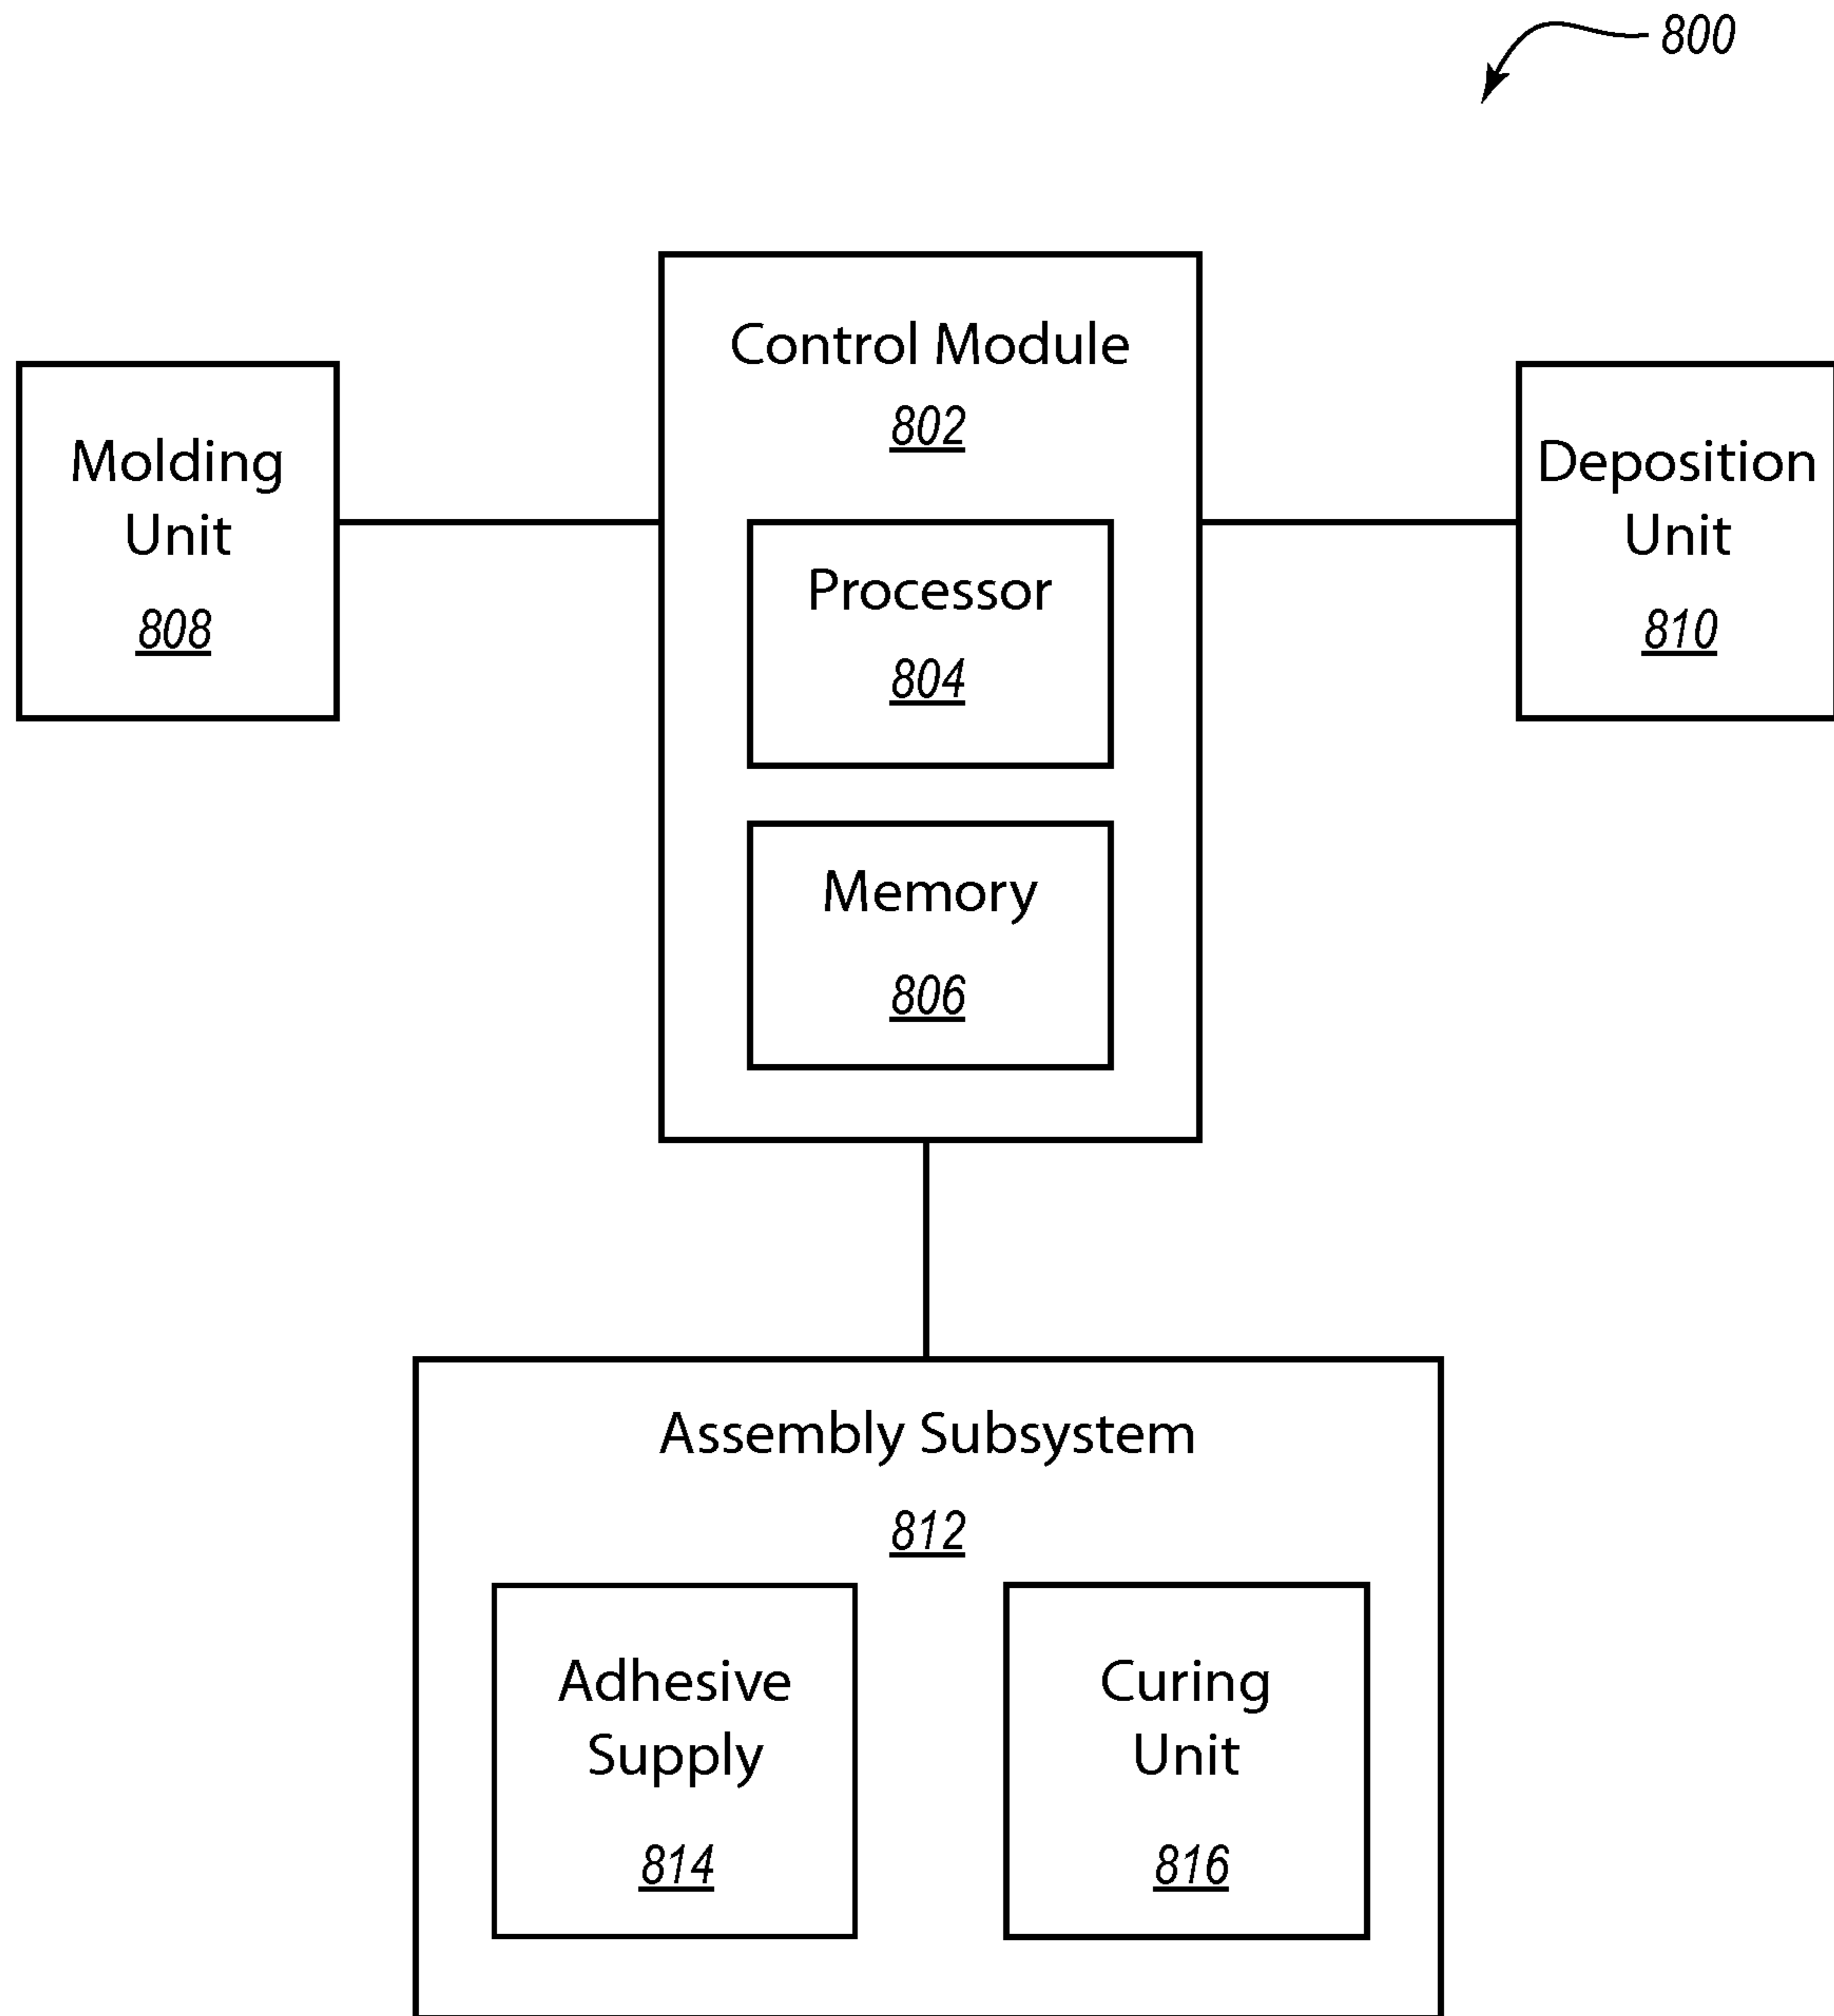 800
Control Module
802
Molding
Unit
808
Deposition
Unit
810
Processor
804
Memory
806
Assembly Subsystem
812
Adhesive
Supply
814
Curing
Unit
816